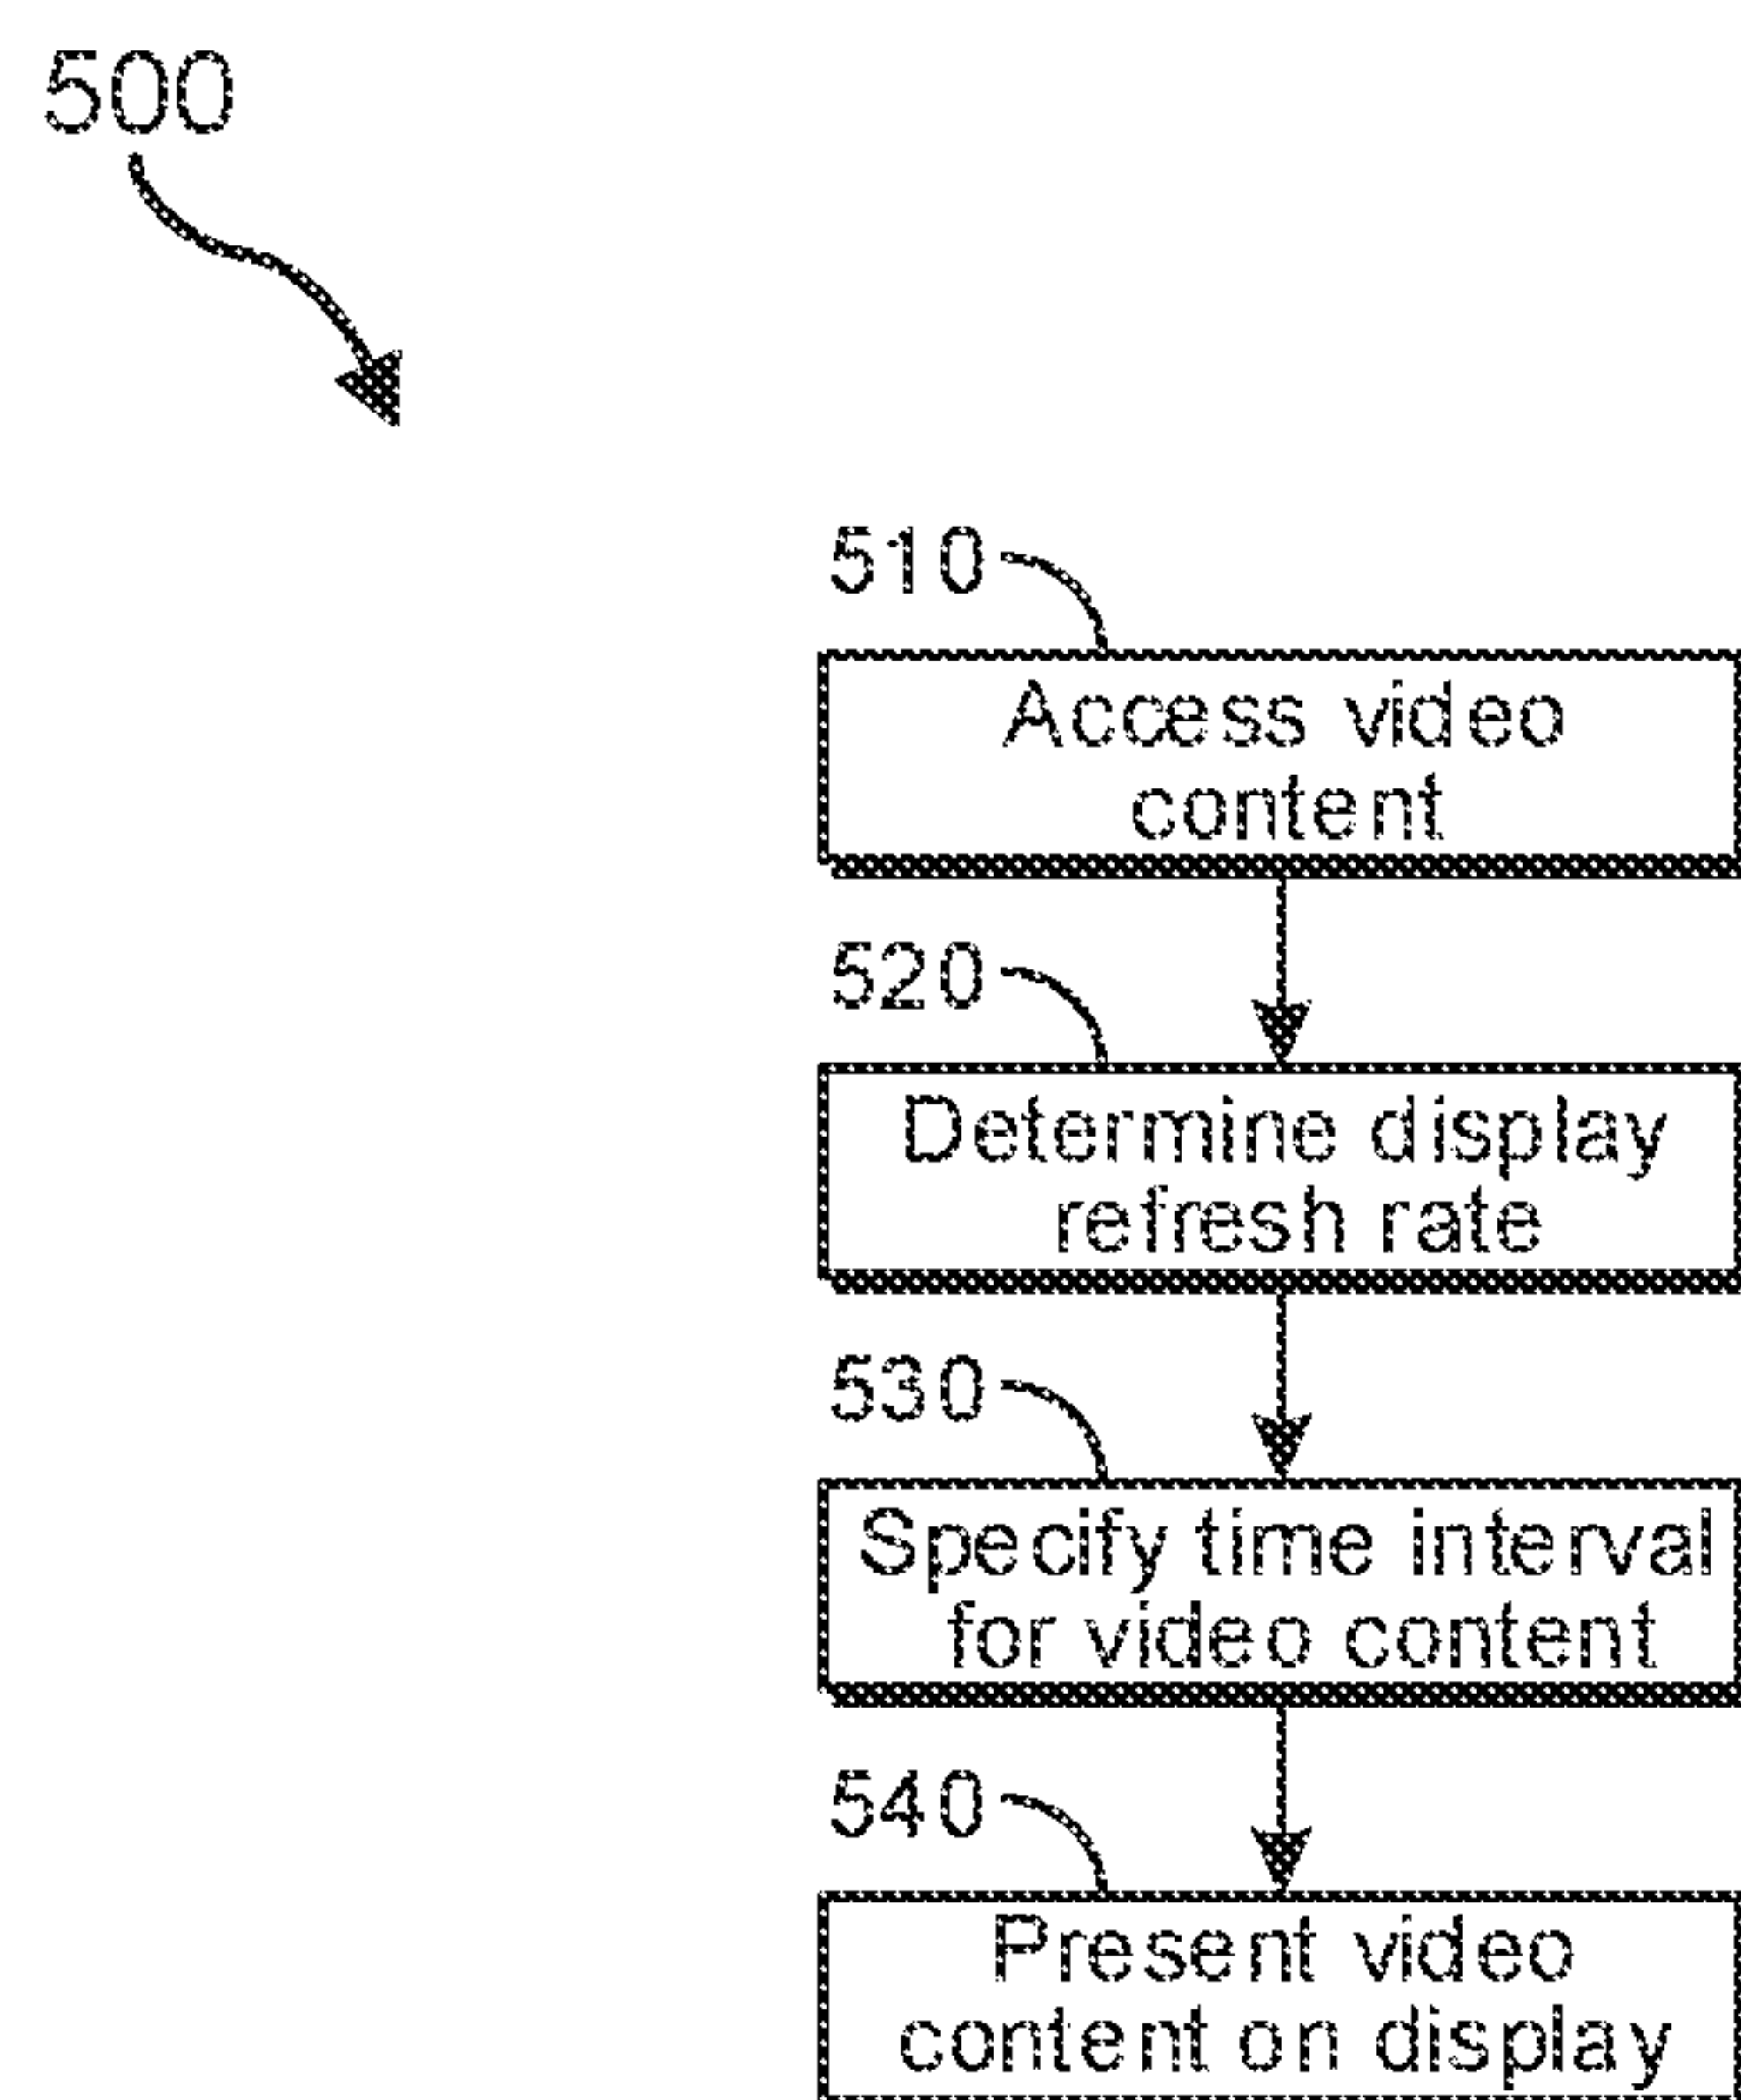 500
510
Access video
content
520
Determine display
refresh rate
530
Specify time interval
for video content
540
Present video
content on display